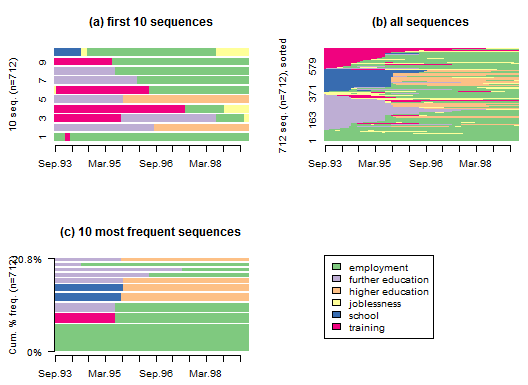 (a) first 10 sequences
10 seq. (n=712)
1 3 5 7 9
Sep.93 Mar.95 Sep.96 Mar.98
(b) all sequences
712 seq. (n=712), sorted
1 163 371 579
Sep.93 Mar.95 Sep.96 Mar.98
(c) 10 most frequent sequences
Cum. % freq. (n=712)
0% 20.8%
Sep.93 Mar.95 Sep.96 Mar.98
employment
further education
higher education
joblessness
school
training